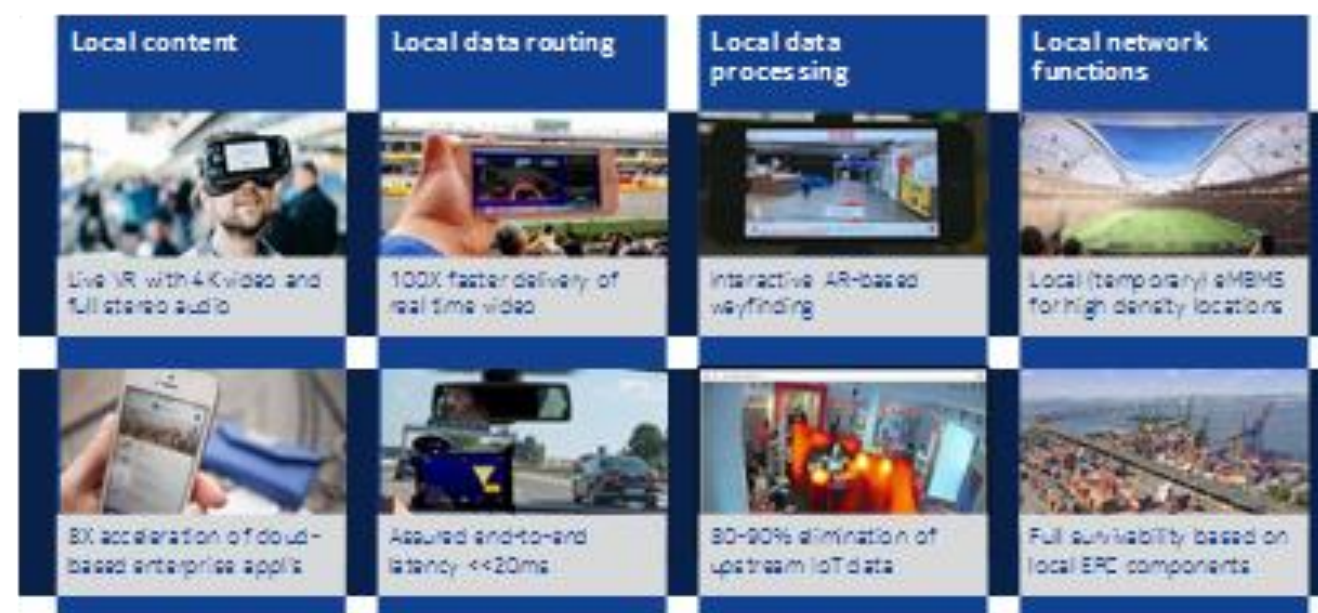 Local content
Local data routing
Local data
processing
Local network
functions
Live VR with 4K video and
full stereo audio
100X faster delivery of
real time video
Interactive AR-based
wayfinding
Local (temporary) eMBMS
for high density locations
8X acceleration of cloud-
based enterprise appl's
Assured end-to-end
latency <<20ms
80-90% elimination of
upstream IoT data
Full survivability based on
local EPC components